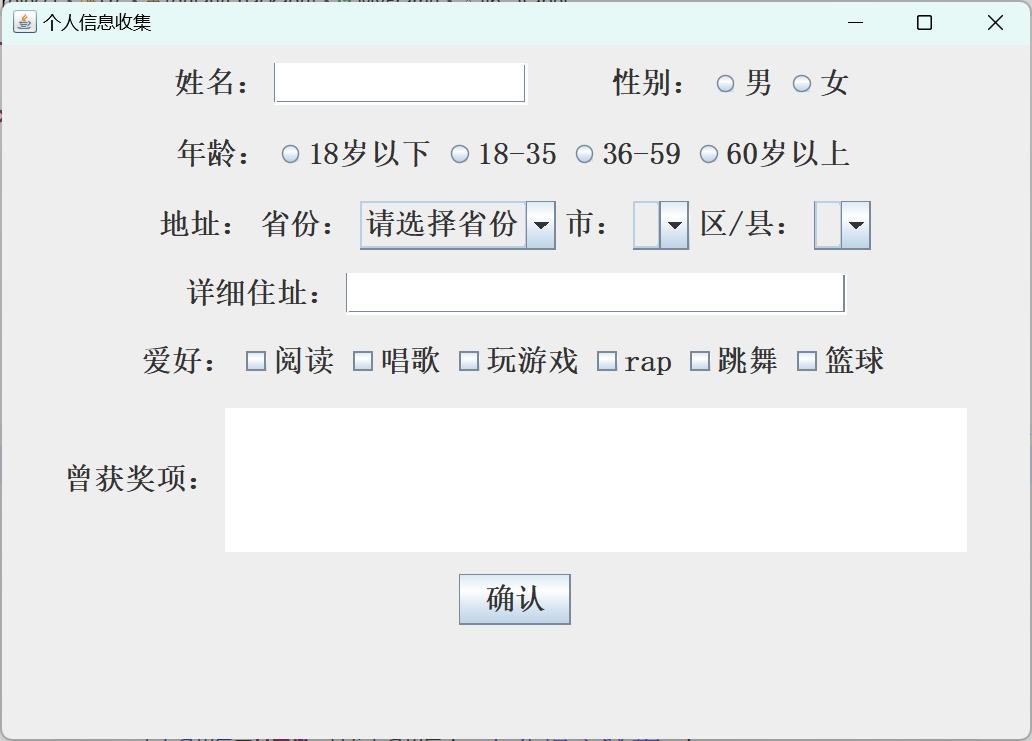 个人信息收集
姓名： 性别： 男 女
年龄： 18岁以下 18-35 36-59 60岁以上
地址： 省份： 请选择省份 市： 区/县：
详细住址：
爱好： 阅读 唱歌 玩游戏 rap 跳舞 篮球
曾获奖项：
确认